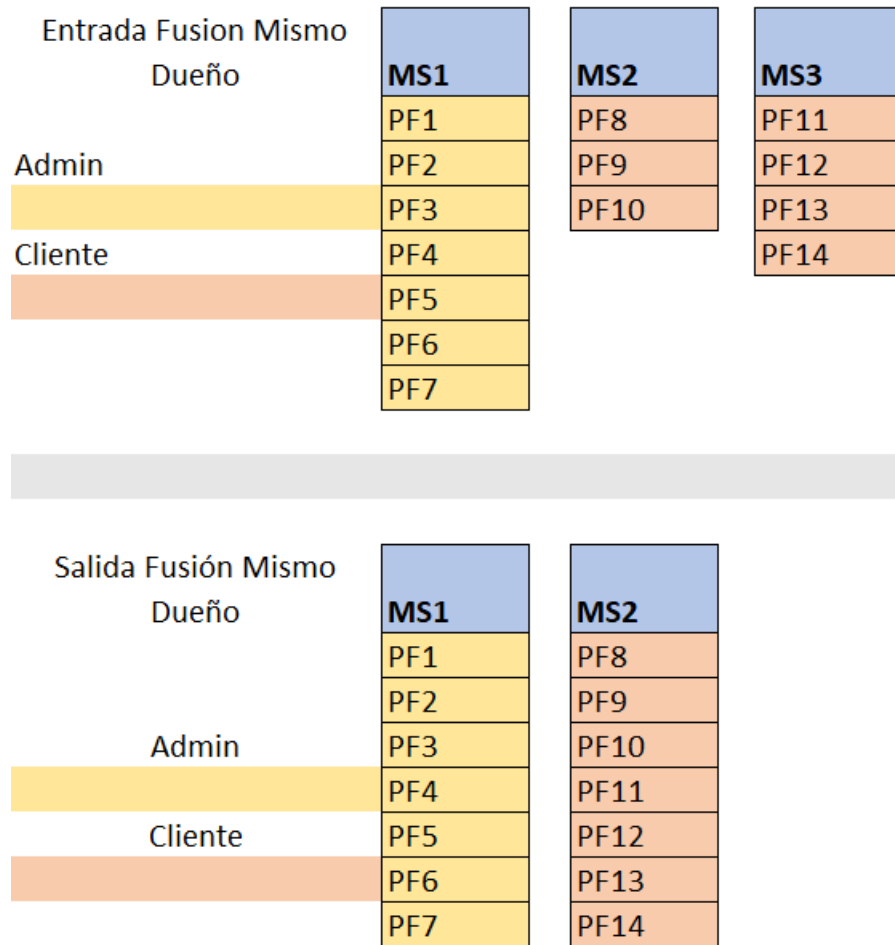 Entrada Fusion Mismo
Dueño
MS1 MS2 MS3
PF1 PF8 PF11
Admin PF2 PF9 PF12
PF3 PF10 PF13
Cliente PF4 PF14
PF5
PF6
PF7
Salida Fusión Mismo
Dueño
MS1 MS2
PF1 PF8
PF2 PF9
Admin PF3 PF10
PF4 PF11
Cliente PF5 PF12
PF6 PF13
PF7 PF14